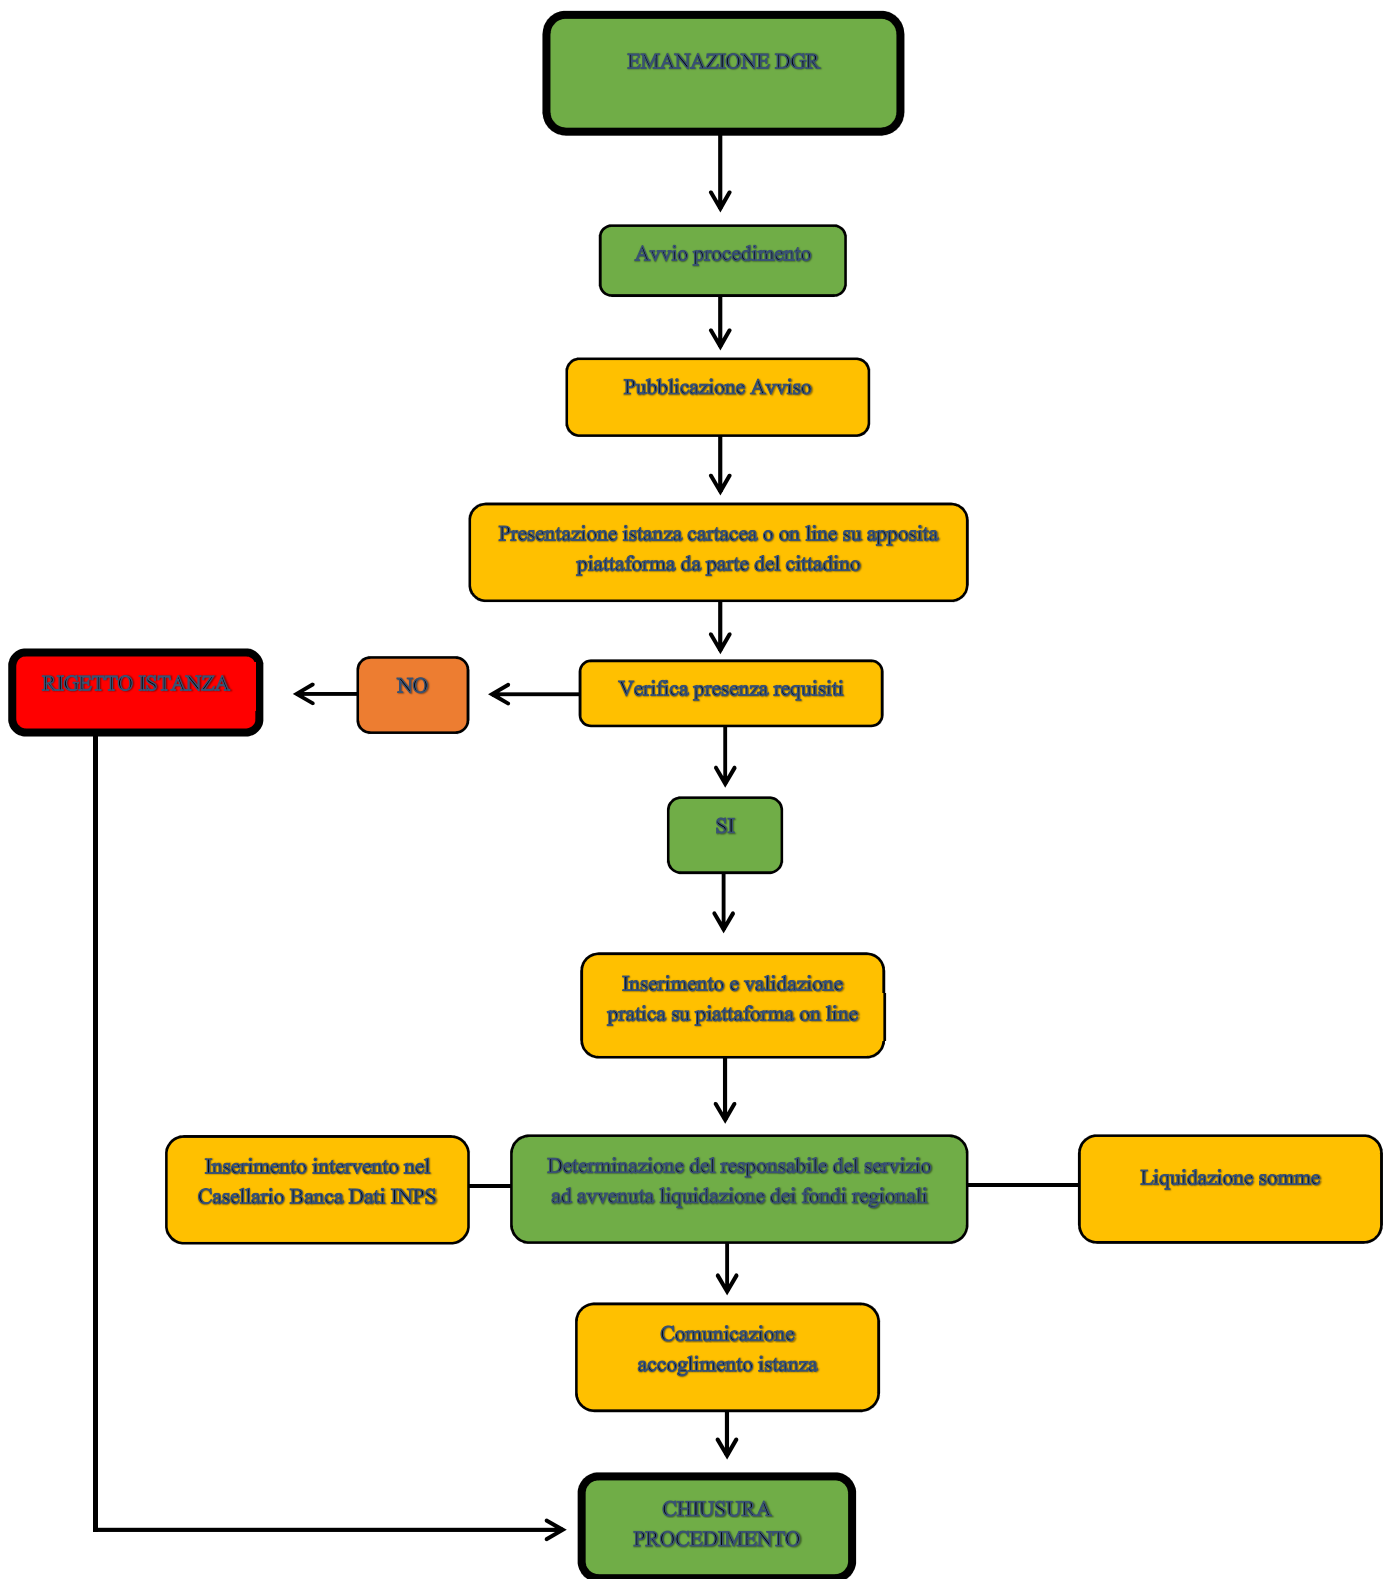 EMANAZIONE DGR
Avvio procedimento
Pubblicazione Avviso
Presentazione istanza cartacea o on line su apposita
piattaforma da parte del cittadino
RIGETTO ISTANZA
NO
Verifica presenza requisiti
SI
Inserimento e validazione
pratica su piattaforma on line
Inserimento intervento nel
Casellario Banca Dati INPS
Determinazione del responsabile del servizio
ad avvenuta liquidazione dei fondi regionali
Liquidazione somme
Comunicazione
accoglimento istanza
CHIUSURA
PROCEDIMENTO